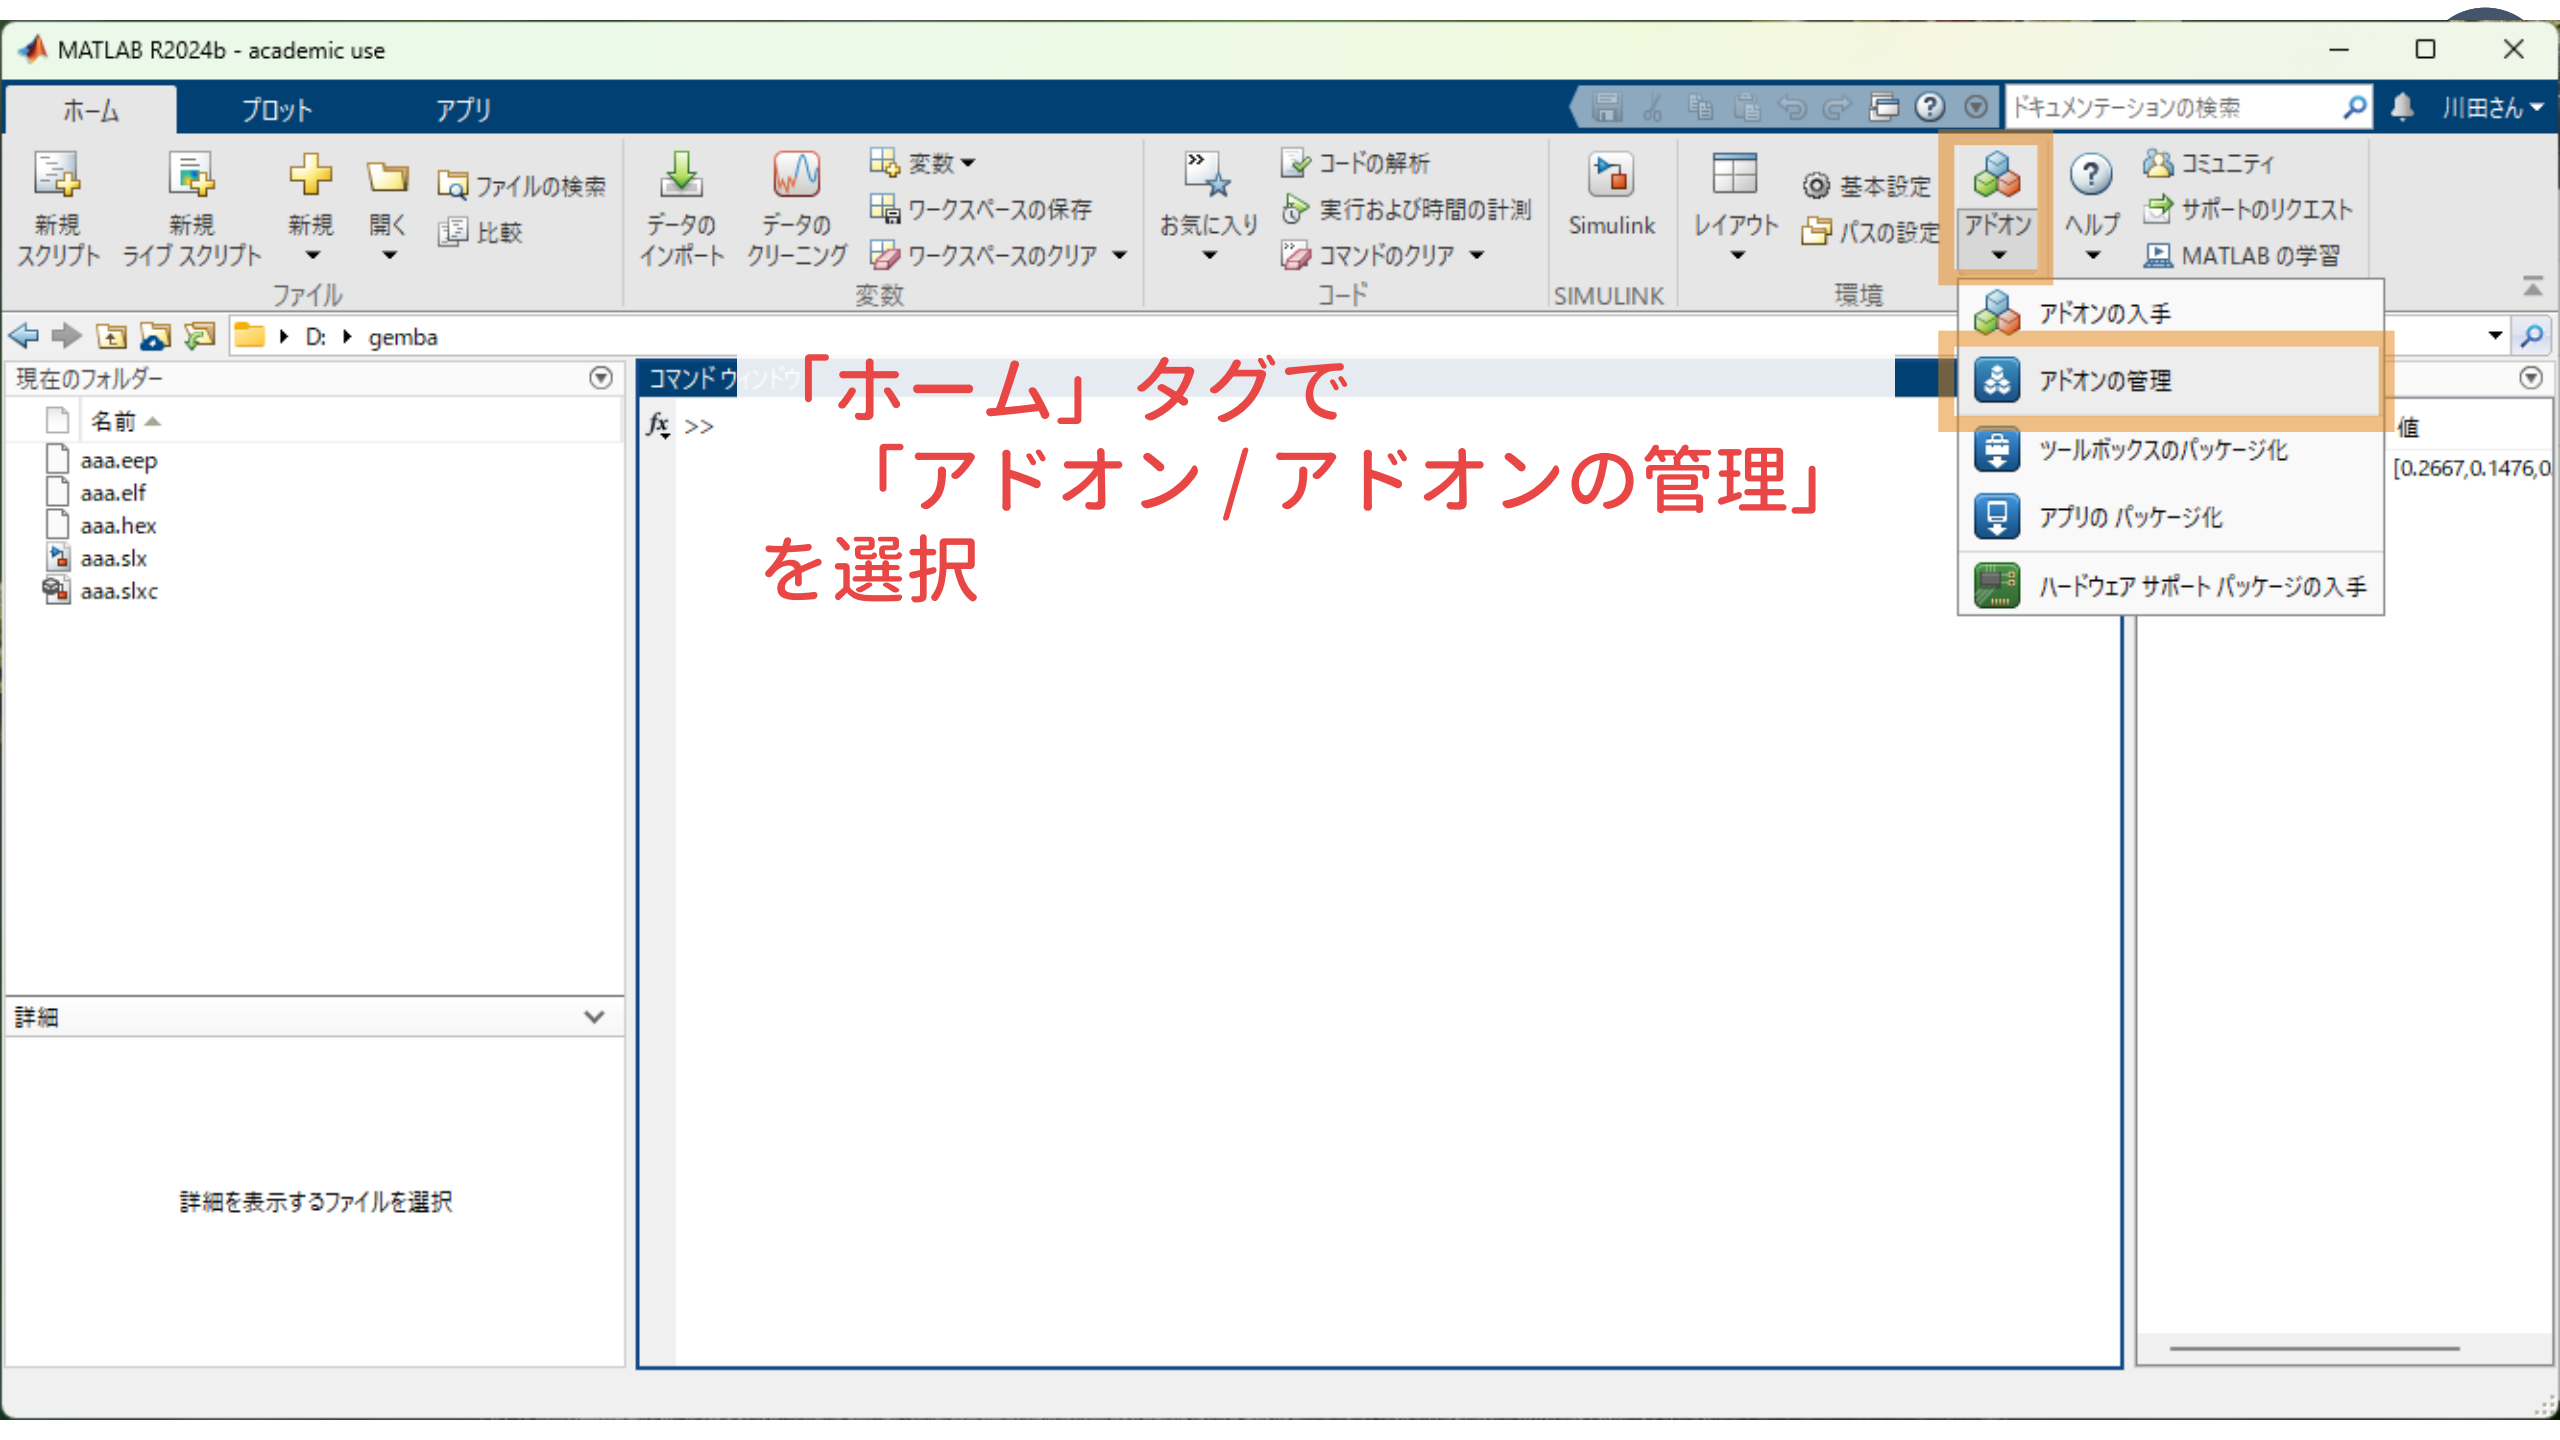 MATLAB R2024b - academic use
ホーム プロット アプリ
ドキュメンテーションの検索
川田さん
新規
スクリプト
新規
ライブ スクリプト
新規
開く
ファイルの検索
比較
ファイル
データの
インポート
データの
クリーニング
変数
ワークスペースの保存
ワークスペースのクリア
変数
お気に入り
コードの解析
実行および時間の計測
コマンドのクリア
コード
Simulink
SIMULINK
レイアウト
基本設定
パスの設定
環境
アドオン
ヘルプ
コミュニティ
サポートのリクエスト
MATLAB の学習
アドオンの入手
アドオンの管理
ツールボックスのパッケージ化
アプリの パッケージ化
ハードウェア サポート パッケージの入手
D: gemba
現在のフォルダー
名前
aaa.eep
aaa.elf
aaa.hex
aaa.slx
aaa.slxc
詳細
詳細を表示するファイルを選択
コマンド ウィンドウ
fx >>
「ホーム」タグで
「アドオン / アドオンの管理」
を選択
値
[0.2667,0.1476,0.